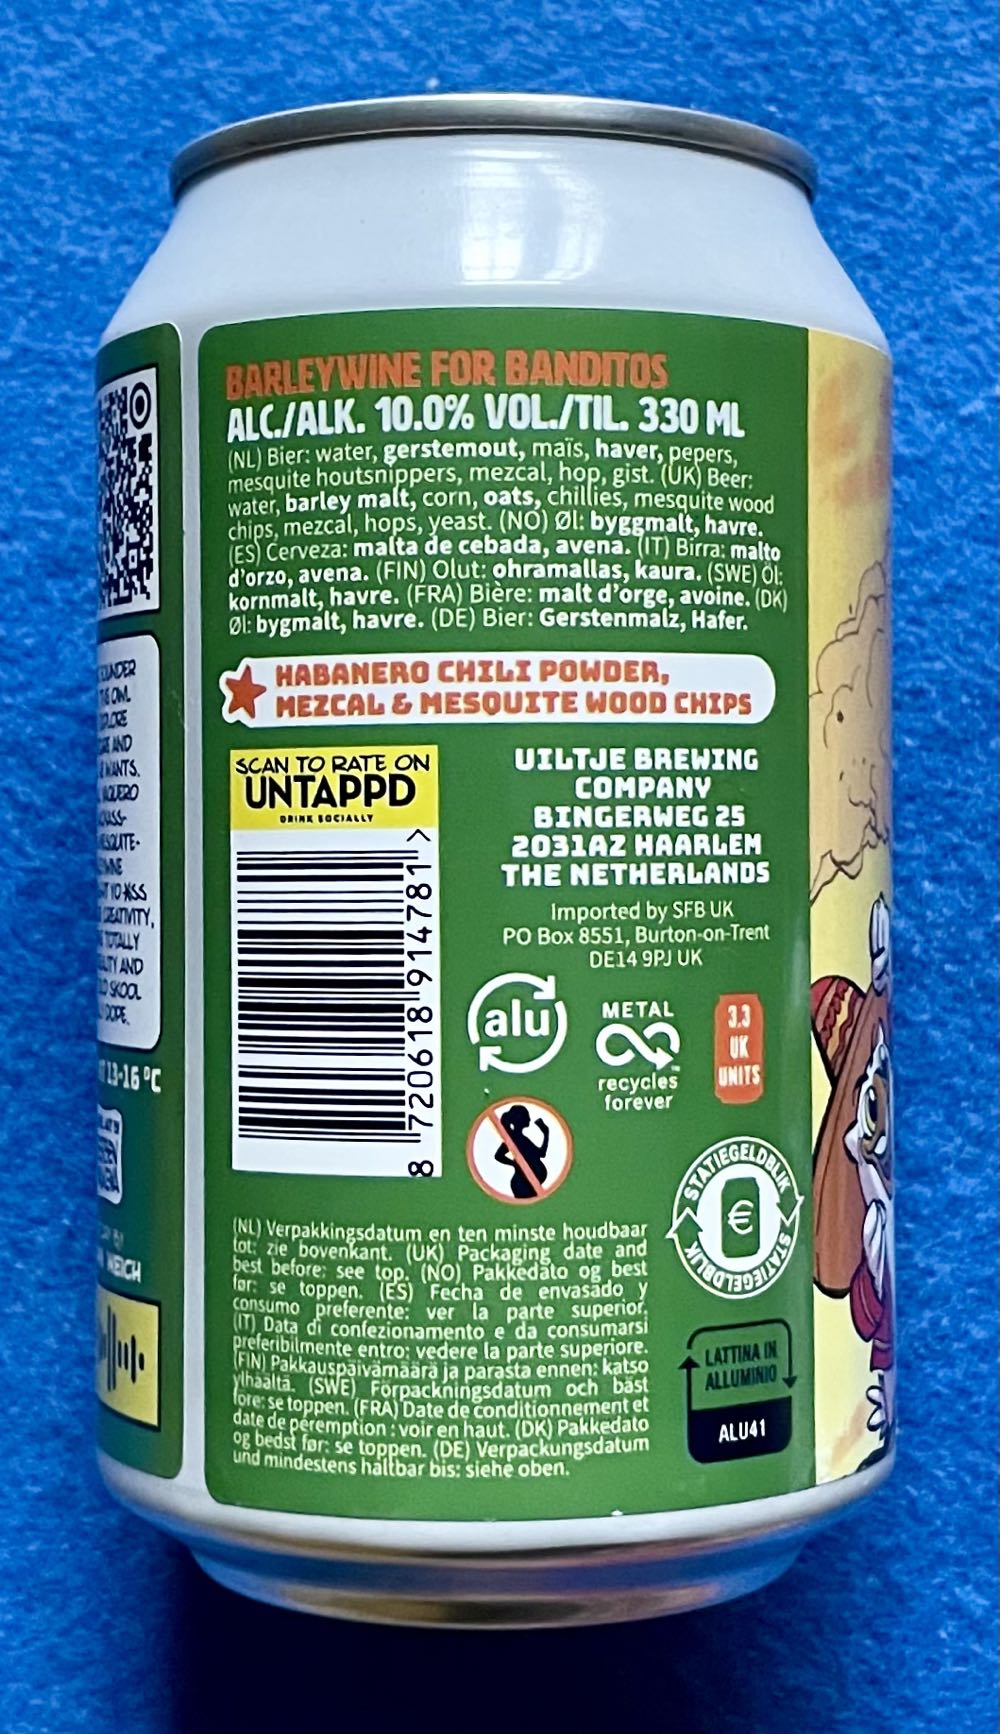 BARLEYWINE FOR BANDITOS
ALC./ALK. 10.0% VOL./TIL. 330 ML
(NL) Bier: water, gerstemout, maïs, haver, pepers,
mesquite houtsnippers, mezcal, hop, gist. (UK) Beer:
water, barley malt, corn, oats, chillies, mesquite wood
chips, mezcal, hops, yeast. (NO) Øl: byggmalt, havre.
(ES) Cerveza: malta de cebada, avena. (IT) Birra: malto
d'orzo, avena. (FIN) Olut: ohramallas, kaura. (SWE) Öl:
kornmalt, havre. (FRA) Bière: malt d'orge, avoine. (DK)
Øl: bygmalt, havre. (DE) Bier: Gerstenmalz, Hafer.
HABANERO CHILI POWDER,
MEZCAL & MESQUITE WOOD CHIPS
SCAN TO RATE ON
UNTAPPD
DRINK SOCIALLY
8 720618 914781 >
UILTJE BREWING
COMPANY
BINGERWEG 25
2031AZ HAARLEM
THE NETHERLANDS
Imported by SFB UK
PO Box 8551, Burton-on-Trent
DE14 9PJ UK
alu
METAL
recycles
forever
3.3
UK
UNITS
STATIEGELDBLIK
€
STATIEGELDBLIK
(NL) Verpakkingsdatum en ten minste houdbaar
tot: zie bovenkant. (UK) Packaging date and
best before: see top. (NO) Pakkedato og best
før: se toppen. (ES) Fecha de envasado y
consumo preferente: ver la parte superior.
(IT) Data di confezionamento e da consumarsi
preferibilmente entro: vedere la parte superiore.
(FIN) Pakkauspäivämäärä ja parasta ennen: katso
ylhäältä. (SWE) Förpackningsdatum och bäst
före: se toppen. (FRA) Date de conditionnement et
date de péremption : voir en haut. (DK) Pakkedato
og bedst før: se toppen. (DE) Verpackungsdatum
und mindestens haltbar bis: siehe oben.
LATTINA IN
ALLUMINIO
ALU41
OWL
AND
WANTS.
CREATIVITY,
TOTALLY
AND
SKOOL
DOPE.
13-16 °C